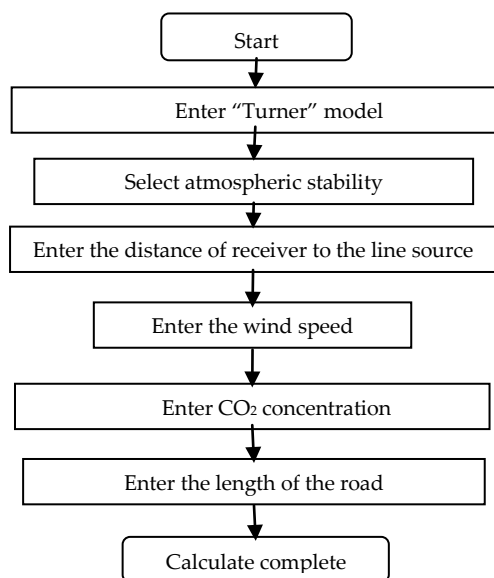 Start
Enter “Turner” model
Select atmospheric stability
Enter the distance of receiver to the line source
Enter the wind speed
Enter CO₂ concentration
Enter the length of the road
Calculate complete